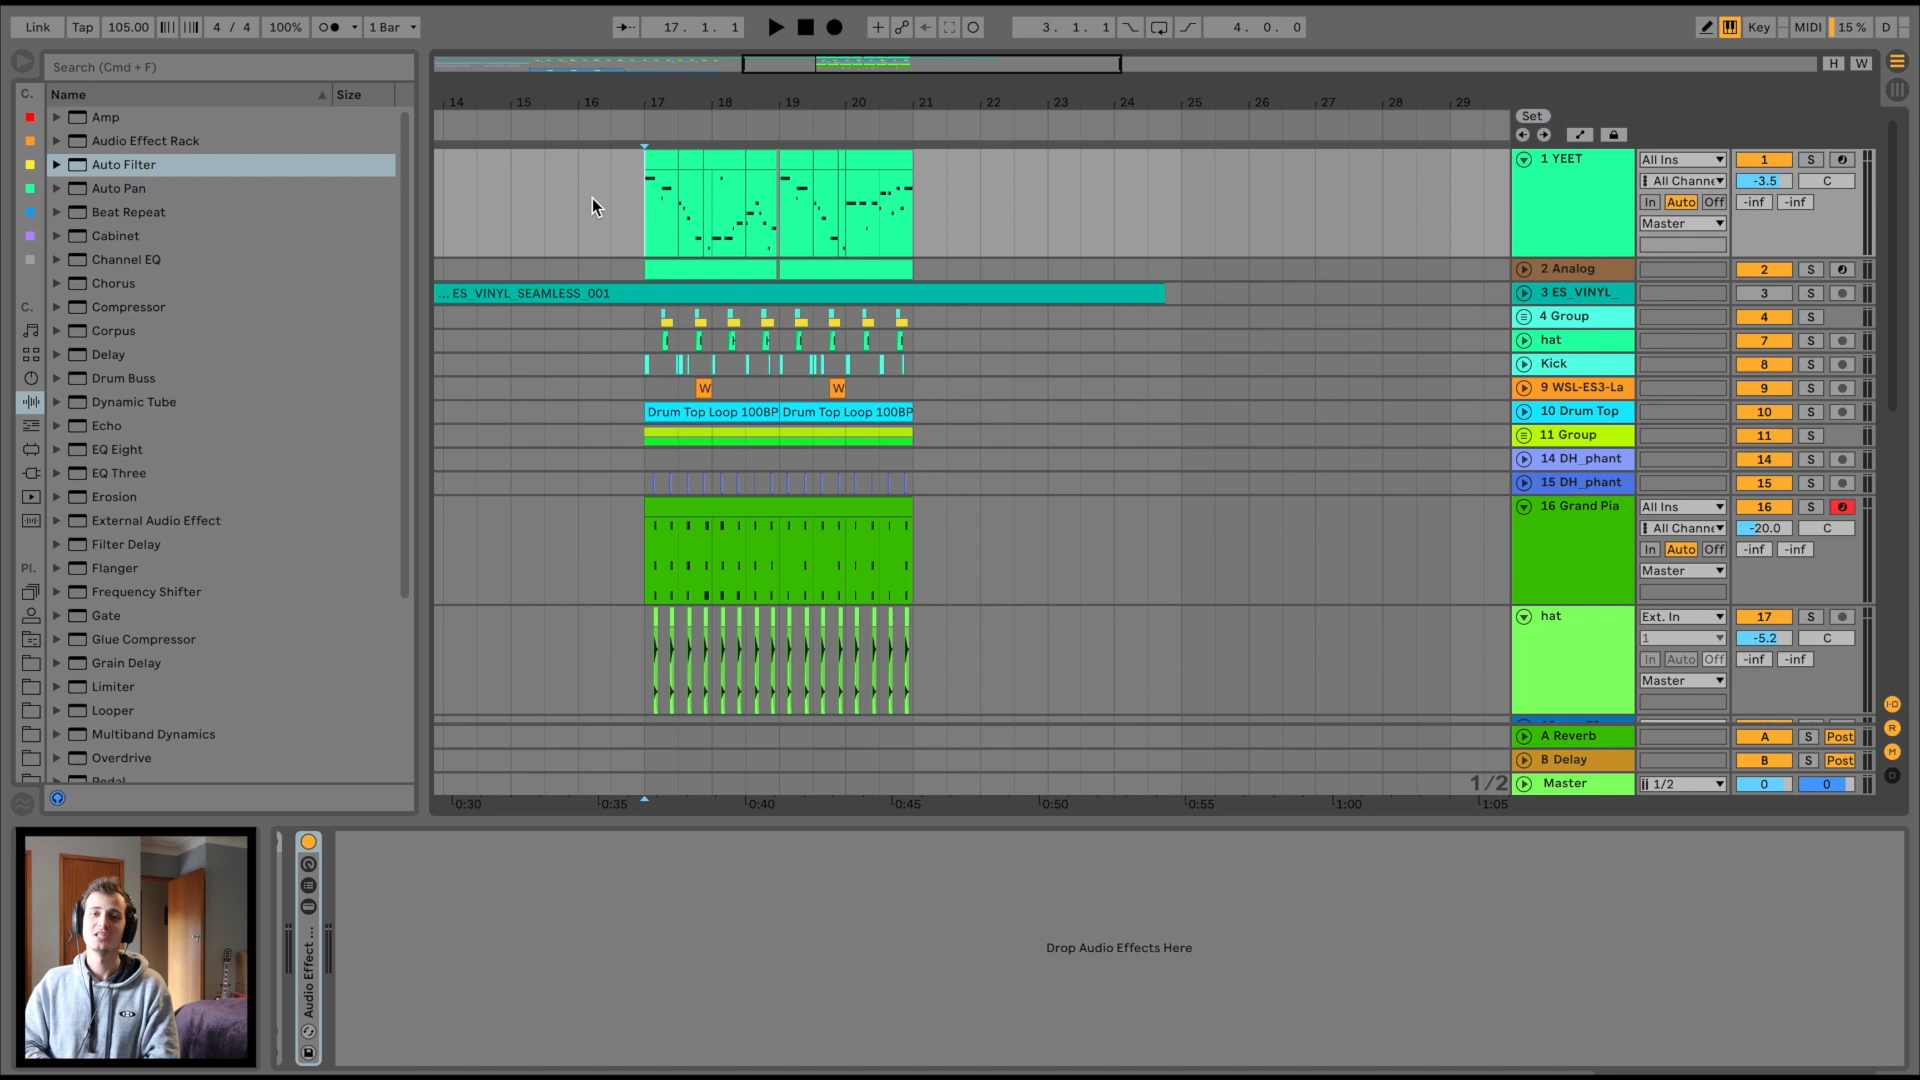 Link Tap 105.00 4 / 4 100% 1 Bar 17. 1. 1 3. 1. 1 4. 0. 0 Key MIDI 15 % D
Search (Cmd + F)
H W
C. Name Size
14 15 16 17 18 19 20 21 22 23 24 25 26 27 28 29
Amp
Audio Effect Rack
Auto Filter
Auto Pan
Beat Repeat
Cabinet
Channel EQ
Chorus
C. Compressor
Corpus
Delay
Drum Buss
Dynamic Tube
Echo
EQ Eight
EQ Three
Erosion
External Audio Effect
Filter Delay
Pl. Flanger
Frequency Shifter
Gate
Glue Compressor
Grain Delay
Limiter
Looper
Multiband Dynamics
Overdrive
Pedal
Set
1 YEET All Ins 1 S
All Channe -3.5 C
In Auto Off -inf -inf
Master
2 Analog 2 S
... ES_VINYL_SEAMLESS_001 3 ES_VINYL_ 3 S
4 Group 4 S
hat 7 S
Kick 8 S
W W 9 WSL-ES3-La 9 S
Drum Top Loop 100BP Drum Top Loop 100BP 10 Drum Top 10 S
11 Group 11 S
14 DH_phant 14 S
15 DH_phant 15 S
16 Grand Pia All Ins 16 S
All Channe -20.0 C
In Auto Off -inf -inf
Master
hat Ext. In 17 S
1 -5.2 C
In Auto Off -inf -inf
Master
A Reverb A S Post
B Delay B S Post
1/2 Master 1/2 0 0
0:30 0:35 0:40 0:45 0:50 0:55 1:00 1:05
I·O
R
M
D
Audio Effect ...
Drop Audio Effects Here